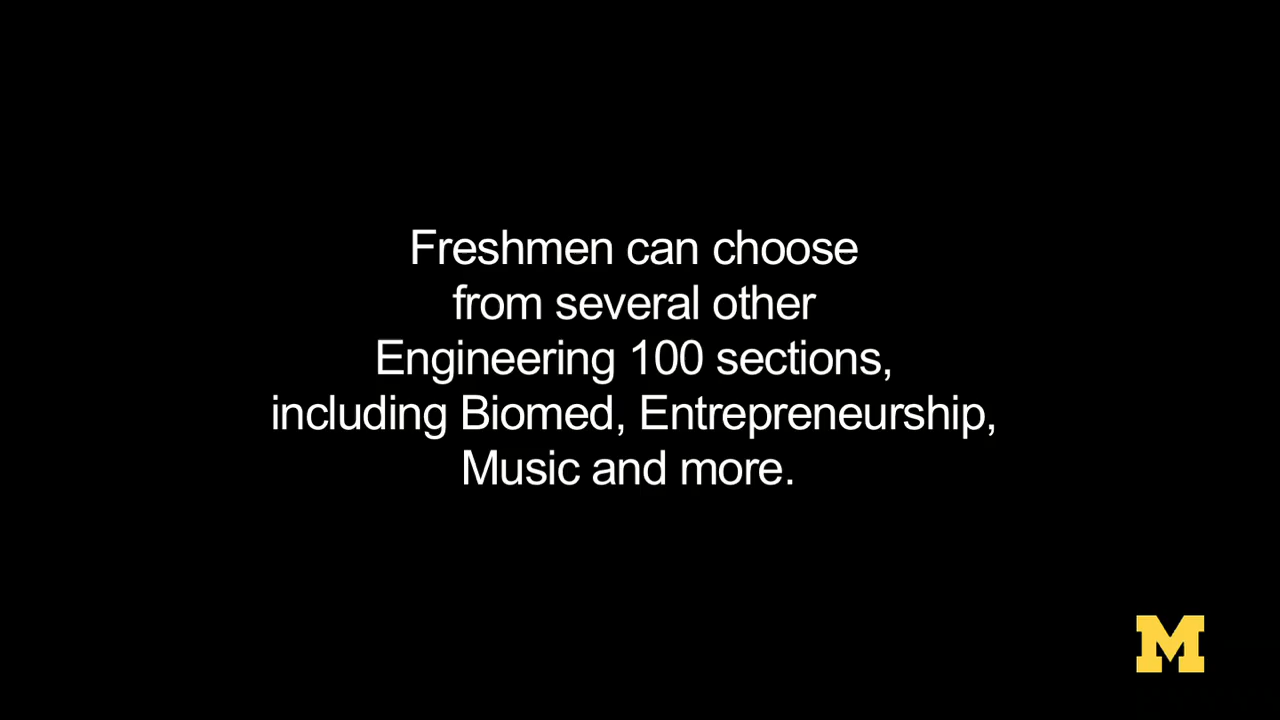 Freshmen can choose
from several other
Engineering 100 sections,
including Biomed, Entrepreneurship,
Music and more.
M